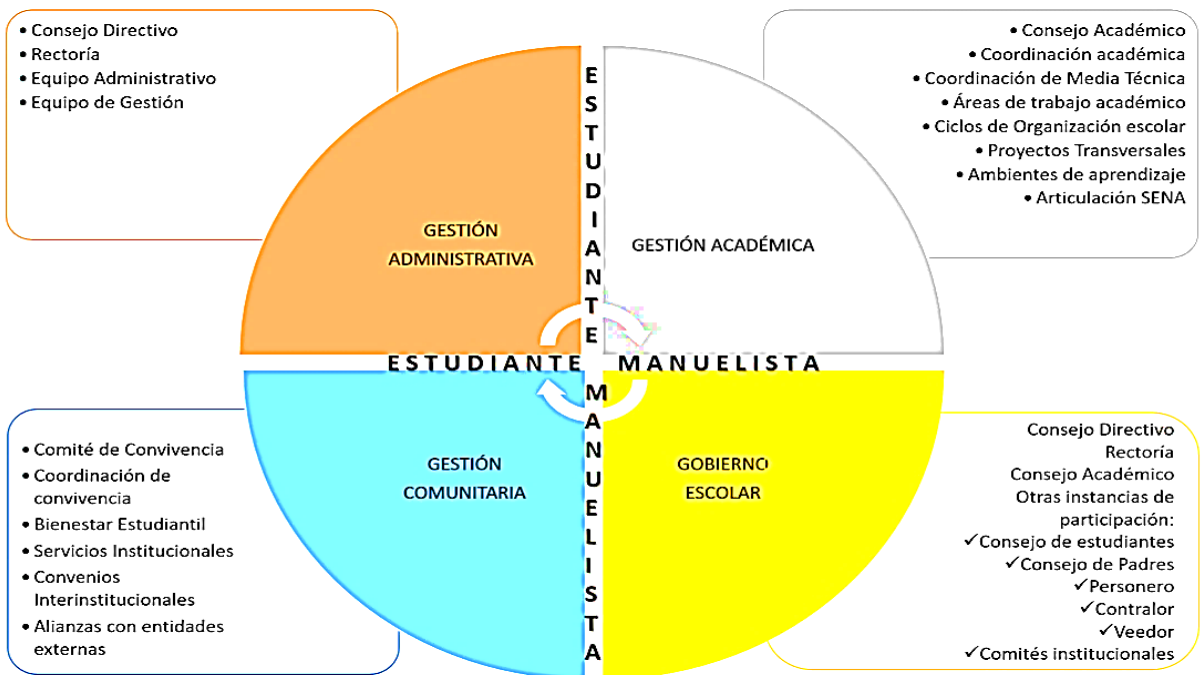 • Consejo Directivo
• Rectoría
• Equipo Administrativo
• Equipo de Gestión
• Consejo Académico
• Coordinación académica
• Coordinación de Media Técnica
• Áreas de trabajo académico
• Ciclos de Organización escolar
• Proyectos Transversales
• Ambientes de aprendizaje
• Articulación SENA
GESTIÓN
ADMINISTRATIVA
GESTIÓN ACADÉMICA
ESTUDIANTE MANUELISTA
ESTUDIANTE MANUELISTA
GESTIÓN
COMUNITARIA
GOBIERNO
ESCOLAR
• Comité de Convivencia
• Coordinación de
convivencia
• Bienestar Estudiantil
• Servicios Institucionales
• Convenios
Interinstitucionales
• Alianzas con entidades
externas
Consejo Directivo
Rectoría
Consejo Académico
Otras instancias de
participación:
✓Consejo de estudiantes
✓Consejo de Padres
✓Personero
✓Contralor
✓Veedor
✓Comités institucionales